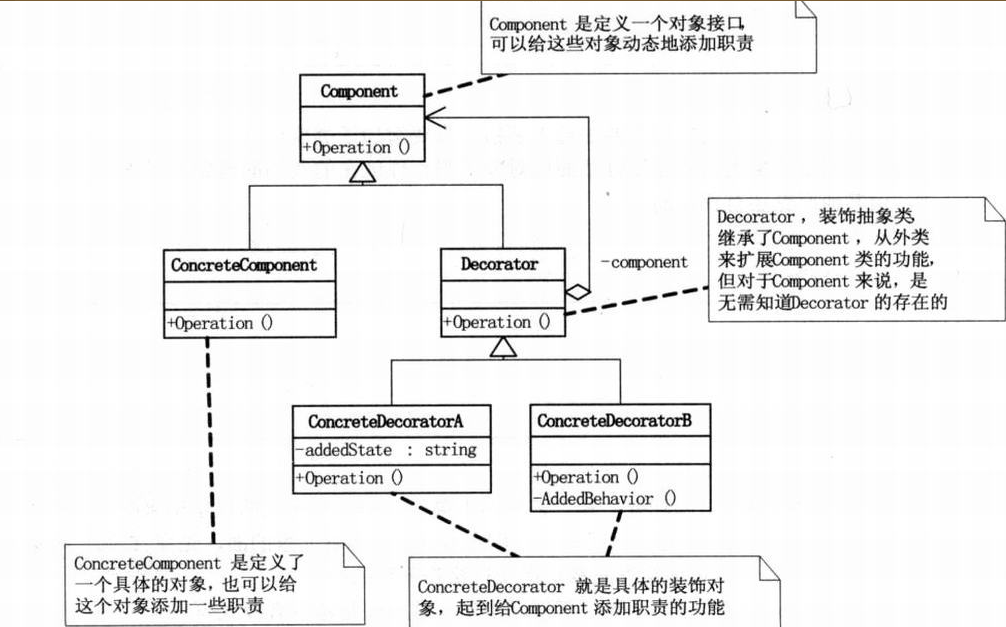 Component 是定义一个对象接口,
可以给这些对象动态地添加职责
Component
+Operation ()
Decorator , 装饰抽象类,
继承了Component , 从外类
来扩展Component 类的功能,
但对于Component 来说, 是
无需知道Decorator 的存在的
ConcreteComponent
+Operation ()
Decorator
+Operation ()
-component
ConcreteDecoratorA
-addedState : string
+Operation ()
ConcreteDecoratorB
+Operation ()
-AddedBehavior ()
ConcreteComponent 是定义了
一个具体的对象, 也可以给
这个对象添加一些职责
ConcreteDecorator 就是具体的装饰对
象, 起到给Component 添加职责的功能